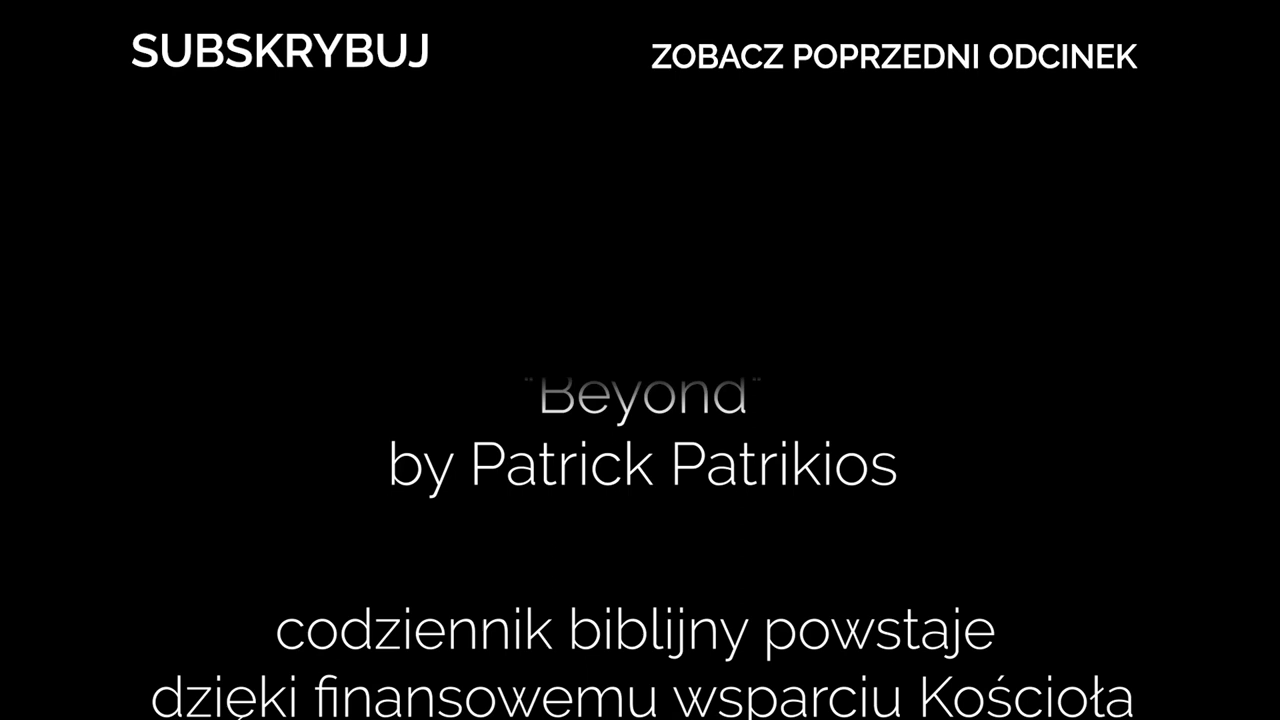 SUBSKRYBUJ
ZOBACZ POPRZEDNI ODCINEK
"Beyond"
by Patrick Patrikios
codziennik biblijny powstaje
dzięki finansowemu wsparciu Kościoła